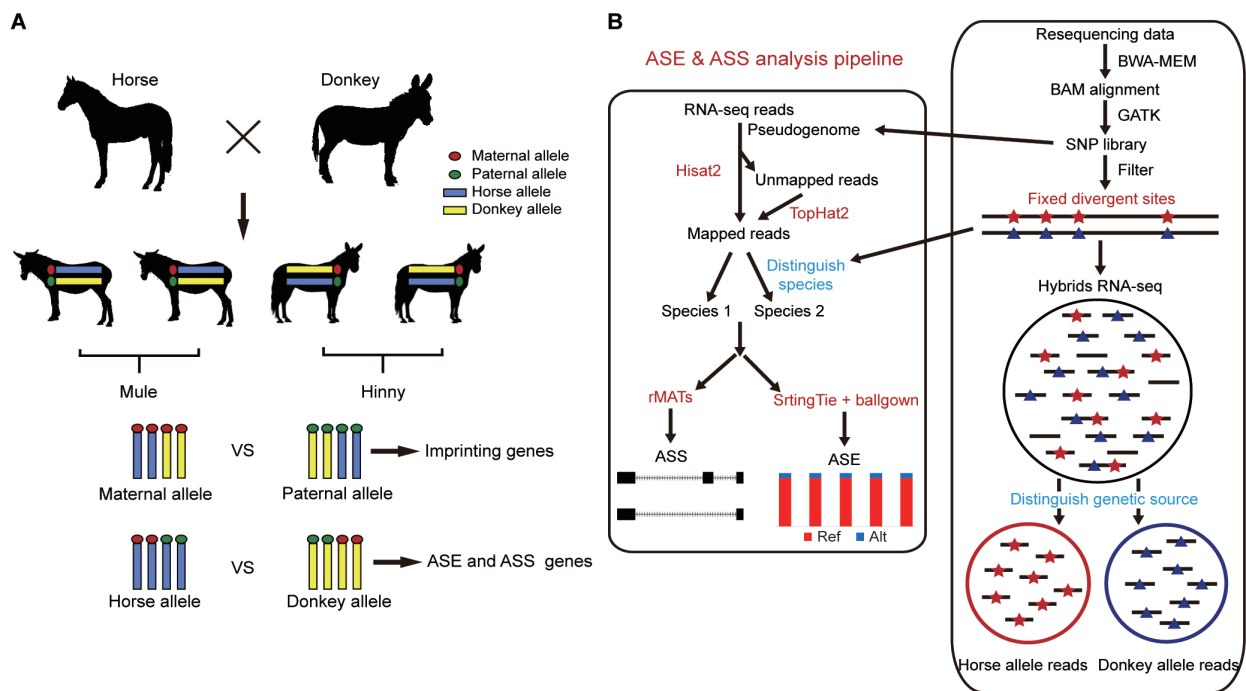 A
Horse
Donkey
Maternal allele
Paternal allele
Horse allele
Donkey allele
Mule
Hinny
VS
Imprinting genes
Maternal allele
Paternal allele
VS
ASE and ASS genes
Horse allele
Donkey allele
B
ASE & ASS analysis pipeline
RNA-seq reads
Pseudogenome
Hisat2
Unmapped reads
TopHat2
Mapped reads
Distinguish
species
Species 1
Species 2
rMATs
SrtingTie + ballgown
ASS
ASE
Ref
Alt
Resequencing data
BWA-MEM
BAM alignment
GATK
SNP library
Filter
Fixed divergent sites
Hybrids RNA-seq
Distinguish genetic source
Horse allele reads
Donkey allele reads